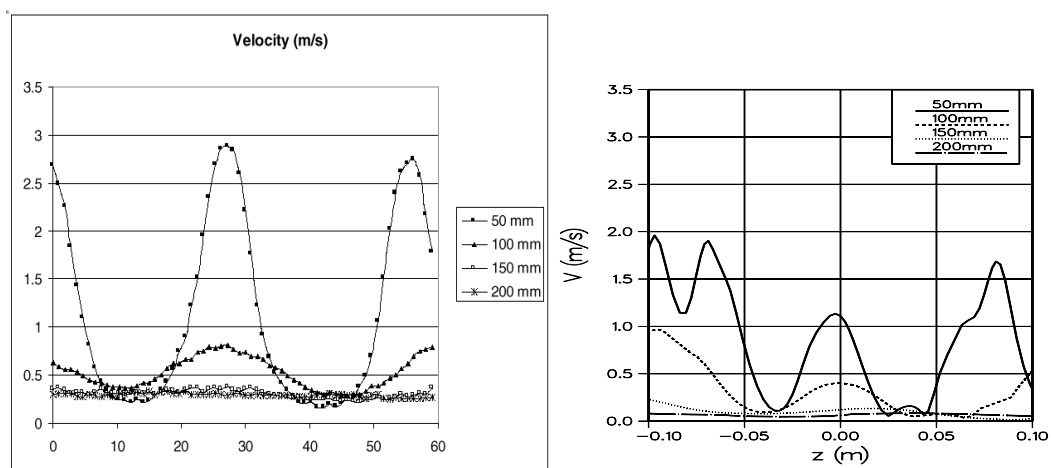 Velocity (m/s)
3.5
3
2.5
2
1.5
1
0.5
0
0 10 20 30 40 50 60
50 mm
100 mm
150 mm
200 mm
V (m/s)
3.5
3.0
2.5
2.0
1.5
1.0
0.5
0.0
−0.10 −0.05 0.00 0.05 0.10
z (m)
50mm
100mm
150mm
200mm